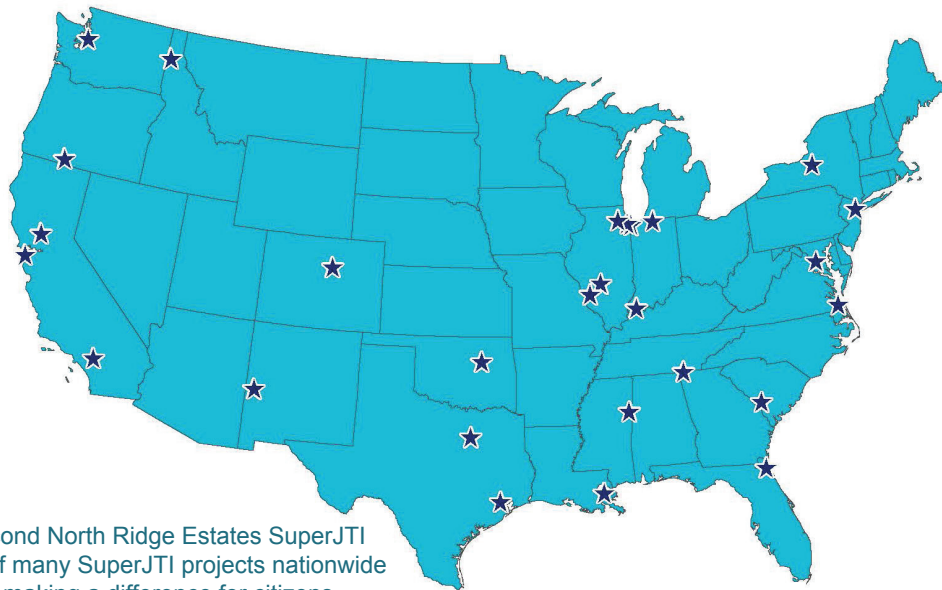 ond North Ridge Estates SuperJTI
f many SuperJTI projects nationwide
making a difference for citizens